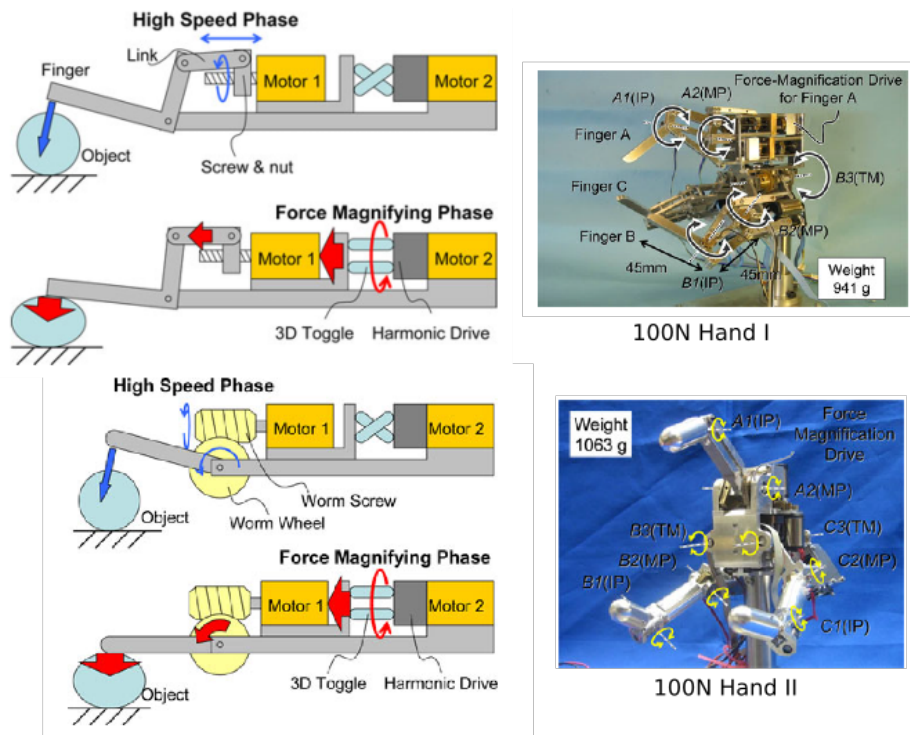 High Speed Phase
Link
Finger
Motor 1
Motor 2
Object
Screw & nut
Force Magnifying Phase
Motor 1
Motor 2
3D Toggle
Harmonic Drive
A1(IP)
A2(MP)
Force-Magnification Drive
for Finger A
Finger A
B3(TM)
Finger C
Finger B
B2(MP)
45mm
45mm
B1(IP)
Weight
941 g
100N Hand I
High Speed Phase
Motor 1
Motor 2
Worm Screw
Object
Worm Wheel
Force Magnifying Phase
Motor 1
Motor 2
3D Toggle
Harmonic Drive
Object
Weight
1063 g
A1(IP)
Force
Magnification
Drive
A2(MP)
B3(TM)
C3(TM)
B2(MP)
C2(MP)
B1(IP)
C1(IP)
100N Hand II